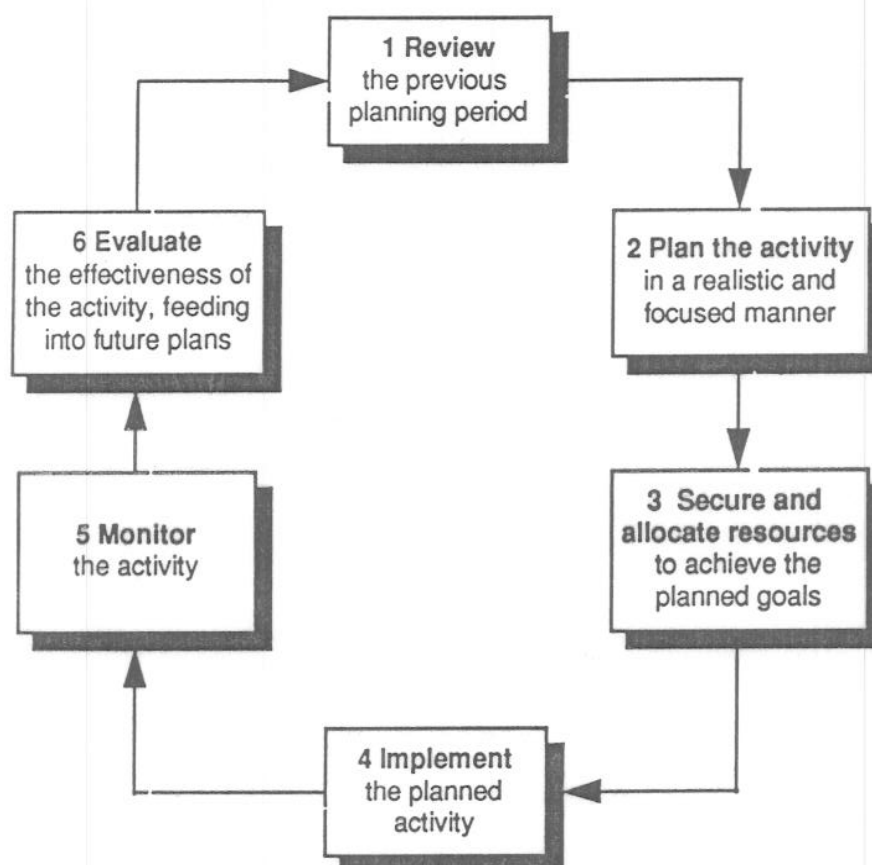 1 Review
the previous
planning period
2 Plan the activity
in a realistic and
focused manner
3 Secure and
allocate resources
to achieve the
planned goals
4 Implement
the planned
activity
5 Monitor
the activity
6 Evaluate
the effectiveness of
the activity, feeding
into future plans